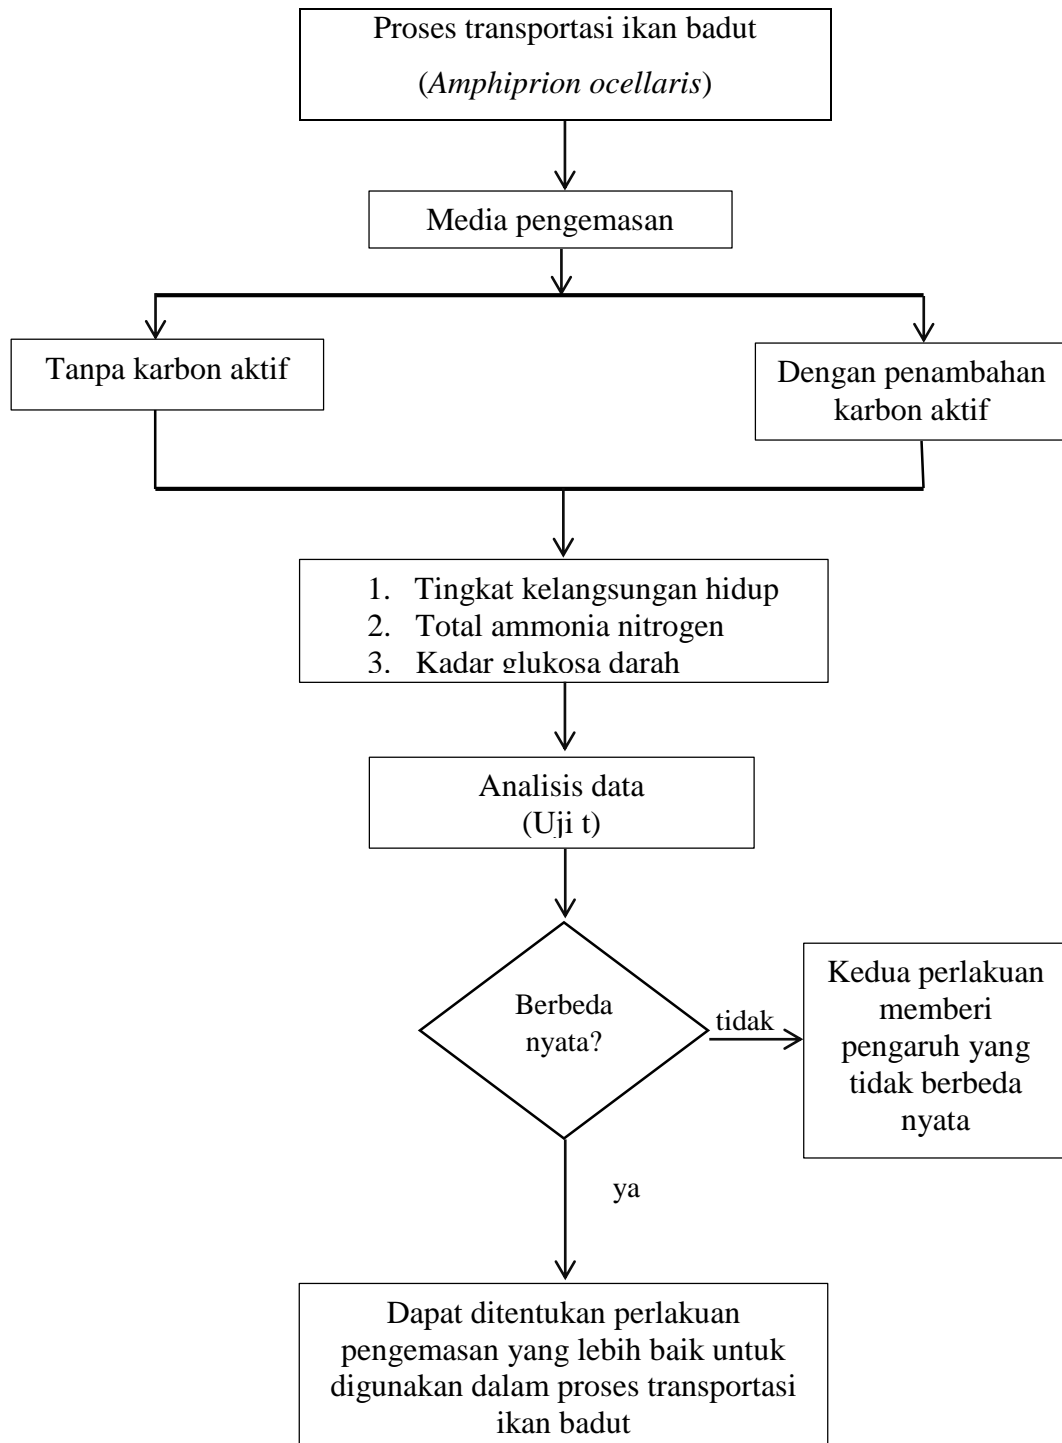 Proses transportasi ikan badut
(Amphiprion ocellaris)
Media pengemasan
Tanpa karbon aktif
Dengan penambahan
karbon aktif
1. Tingkat kelangsungan hidup
2. Total ammonia nitrogen
3. Kadar glukosa darah
Analisis data
(Uji t)
Berbeda
nyata?
tidak
Kedua perlakuan
memberi
pengaruh yang
tidak berbeda
nyata
ya
Dapat ditentukan perlakuan
pengemasan yang lebih baik untuk
digunakan dalam proses transportasi
ikan badut